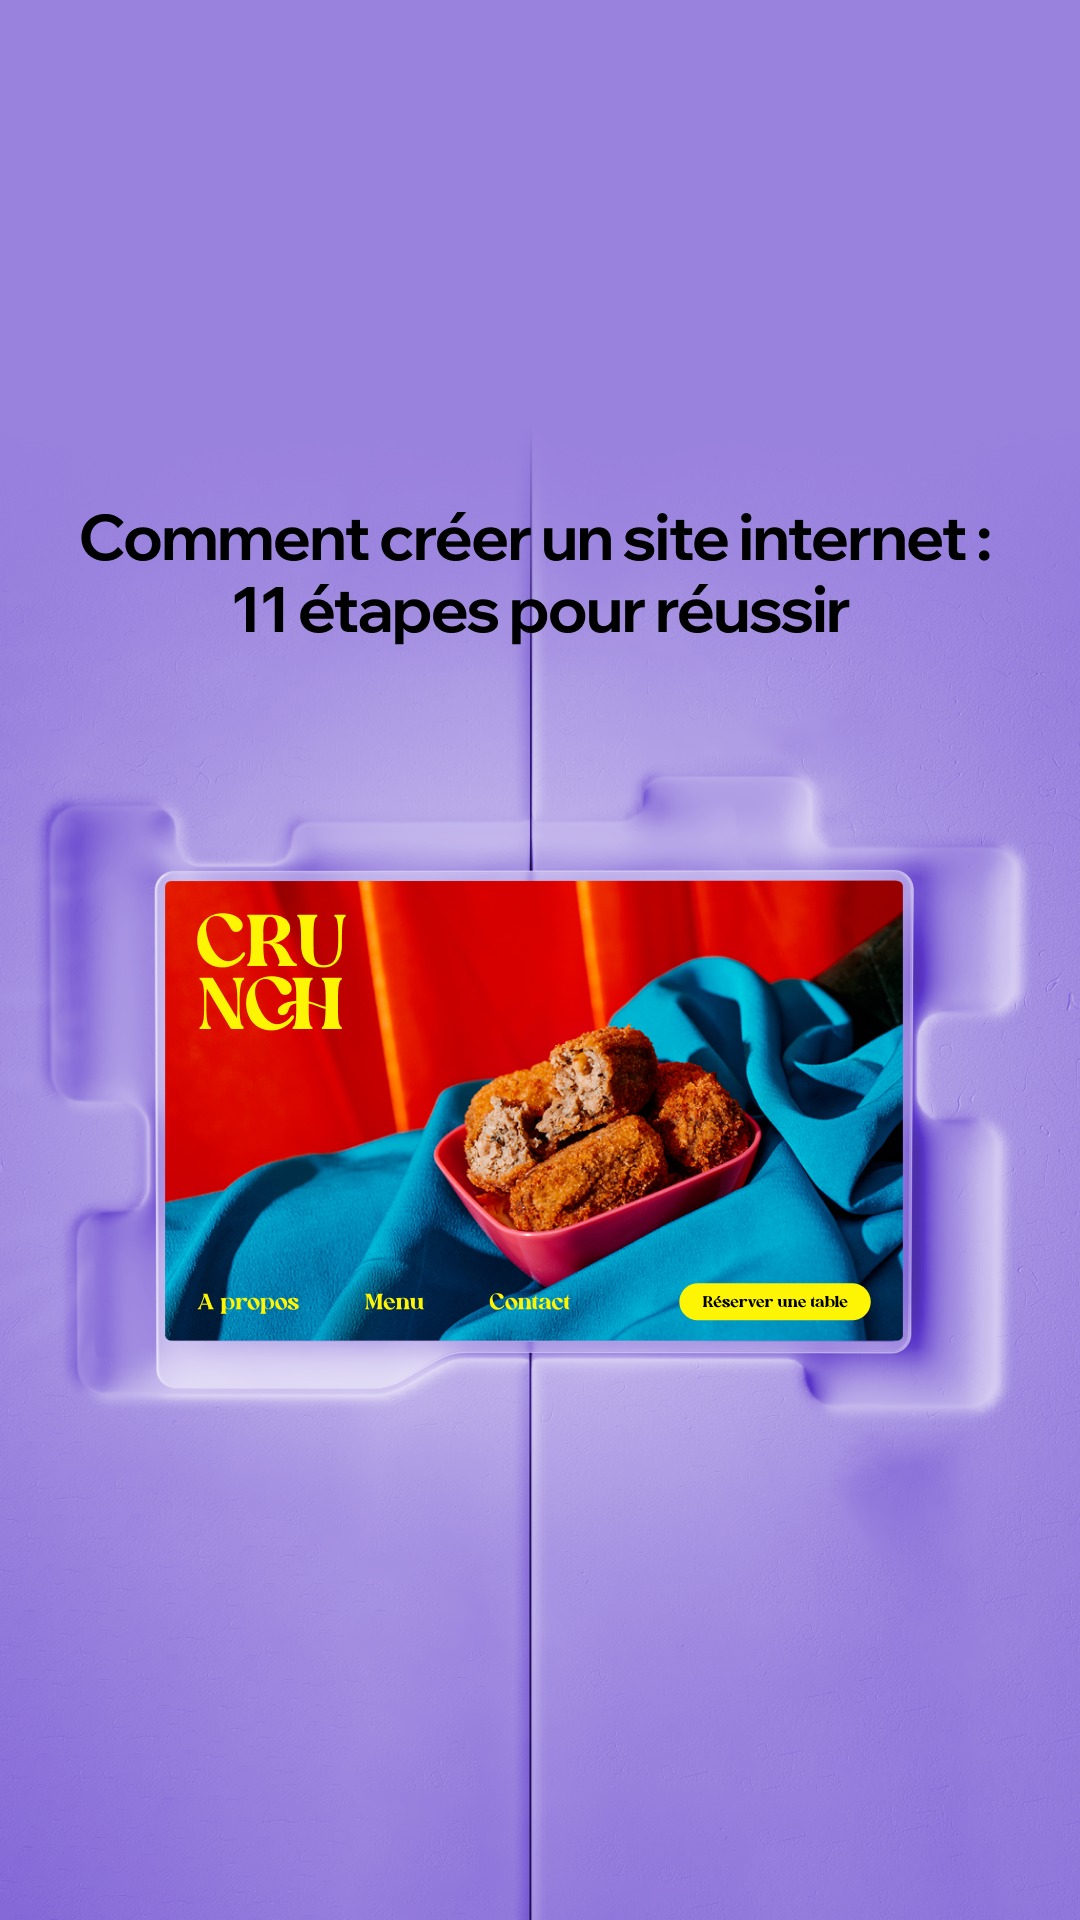 Comment créer un site internet :
11 étapes pour réussir
CRU
NCH
A propos Menu Contact Réserver une table